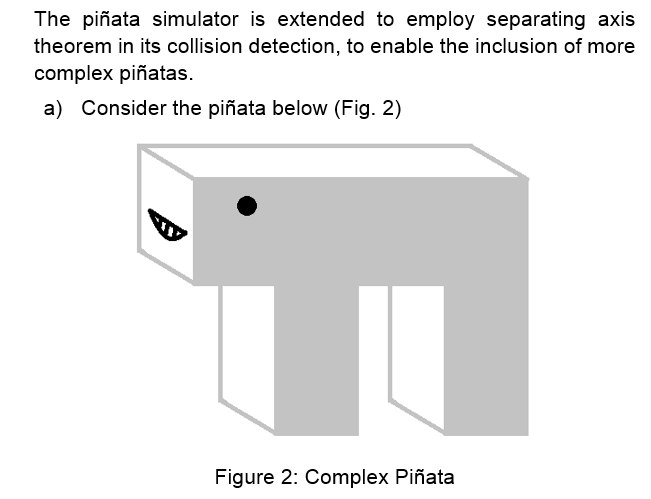 The piñata simulator is extended to employ separating axis
theorem in its collision detection, to enable the inclusion of more
complex piñatas.
a) Consider the piñata below (Fig. 2)
Figure 2: Complex Piñata